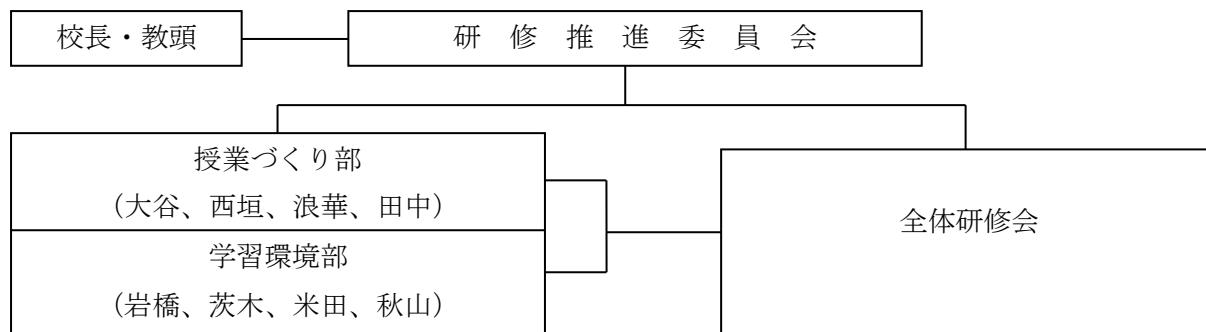 校長・教頭
研 修 推 進 委 員 会
授業づくり部
(大谷、西垣、浪華、田中)
学習環境部
(岩橋、茨木、米田、秋山)
全体研修会